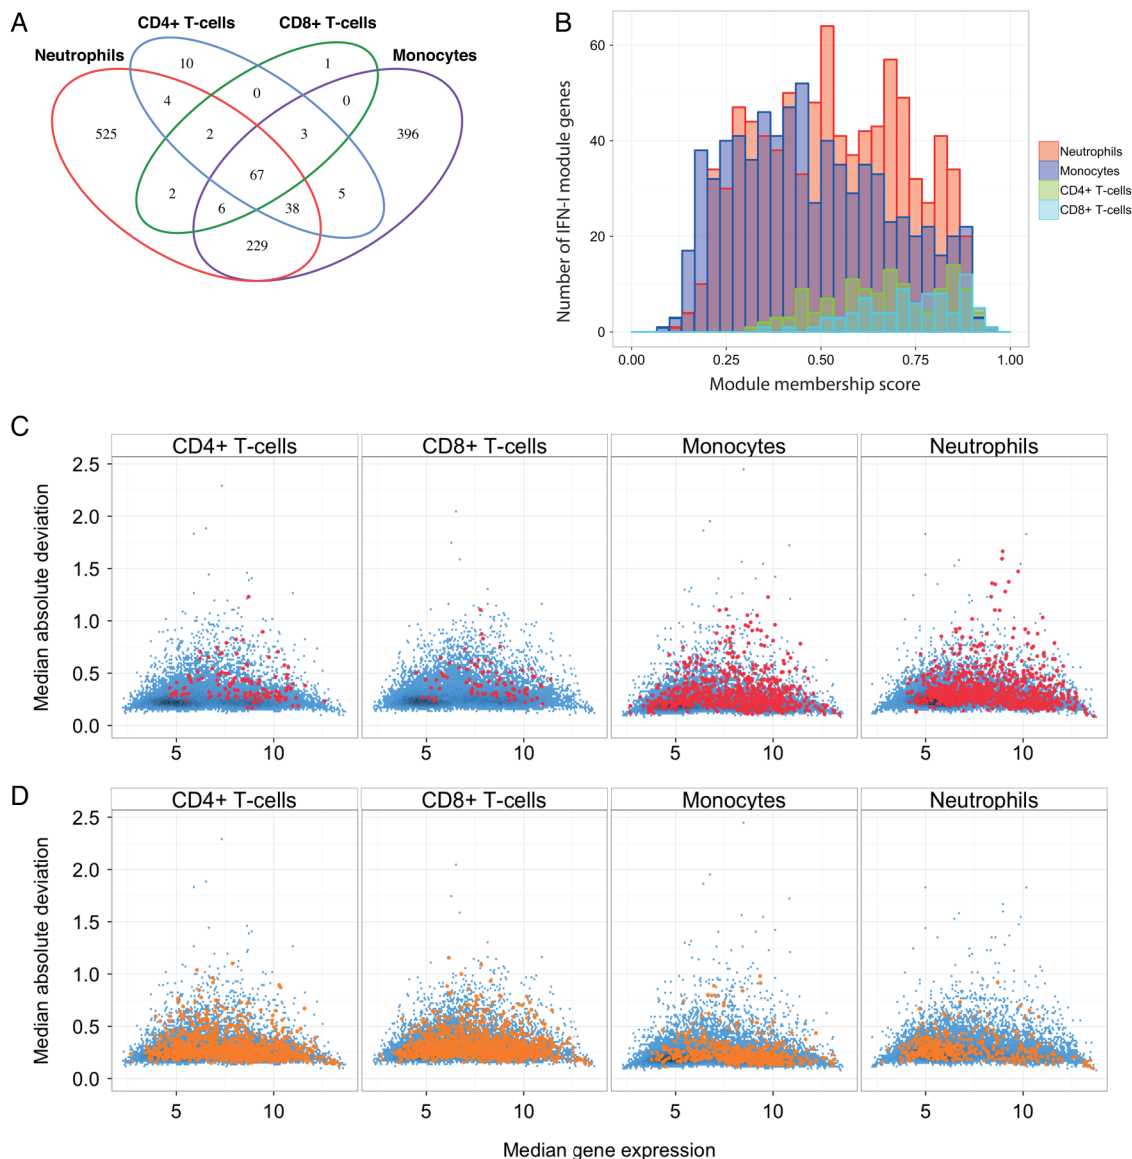 A
CD4+ T-cells CD8+ T-cells
Neutrophils Monocytes
10 1
4 0 0
525 2 3 396
67
2 6 38 5
229
B
Number of IFN-I module genes
60
40
20
0
0.00 0.25 0.50 0.75 1.00
Module membership score
Neutrophils
Monocytes
CD4+ T-cells
CD8+ T-cells
C
CD4+ T-cells CD8+ T-cells Monocytes Neutrophils
Median absolute deviation
2.5
2.0
1.5
1.0
0.5
0.0
5 10 5 10 5 10 5 10
D
CD4+ T-cells CD8+ T-cells Monocytes Neutrophils
Median absolute deviation
2.5
2.0
1.5
1.0
0.5
0.0
5 10 5 10 5 10 5 10
Median gene expression